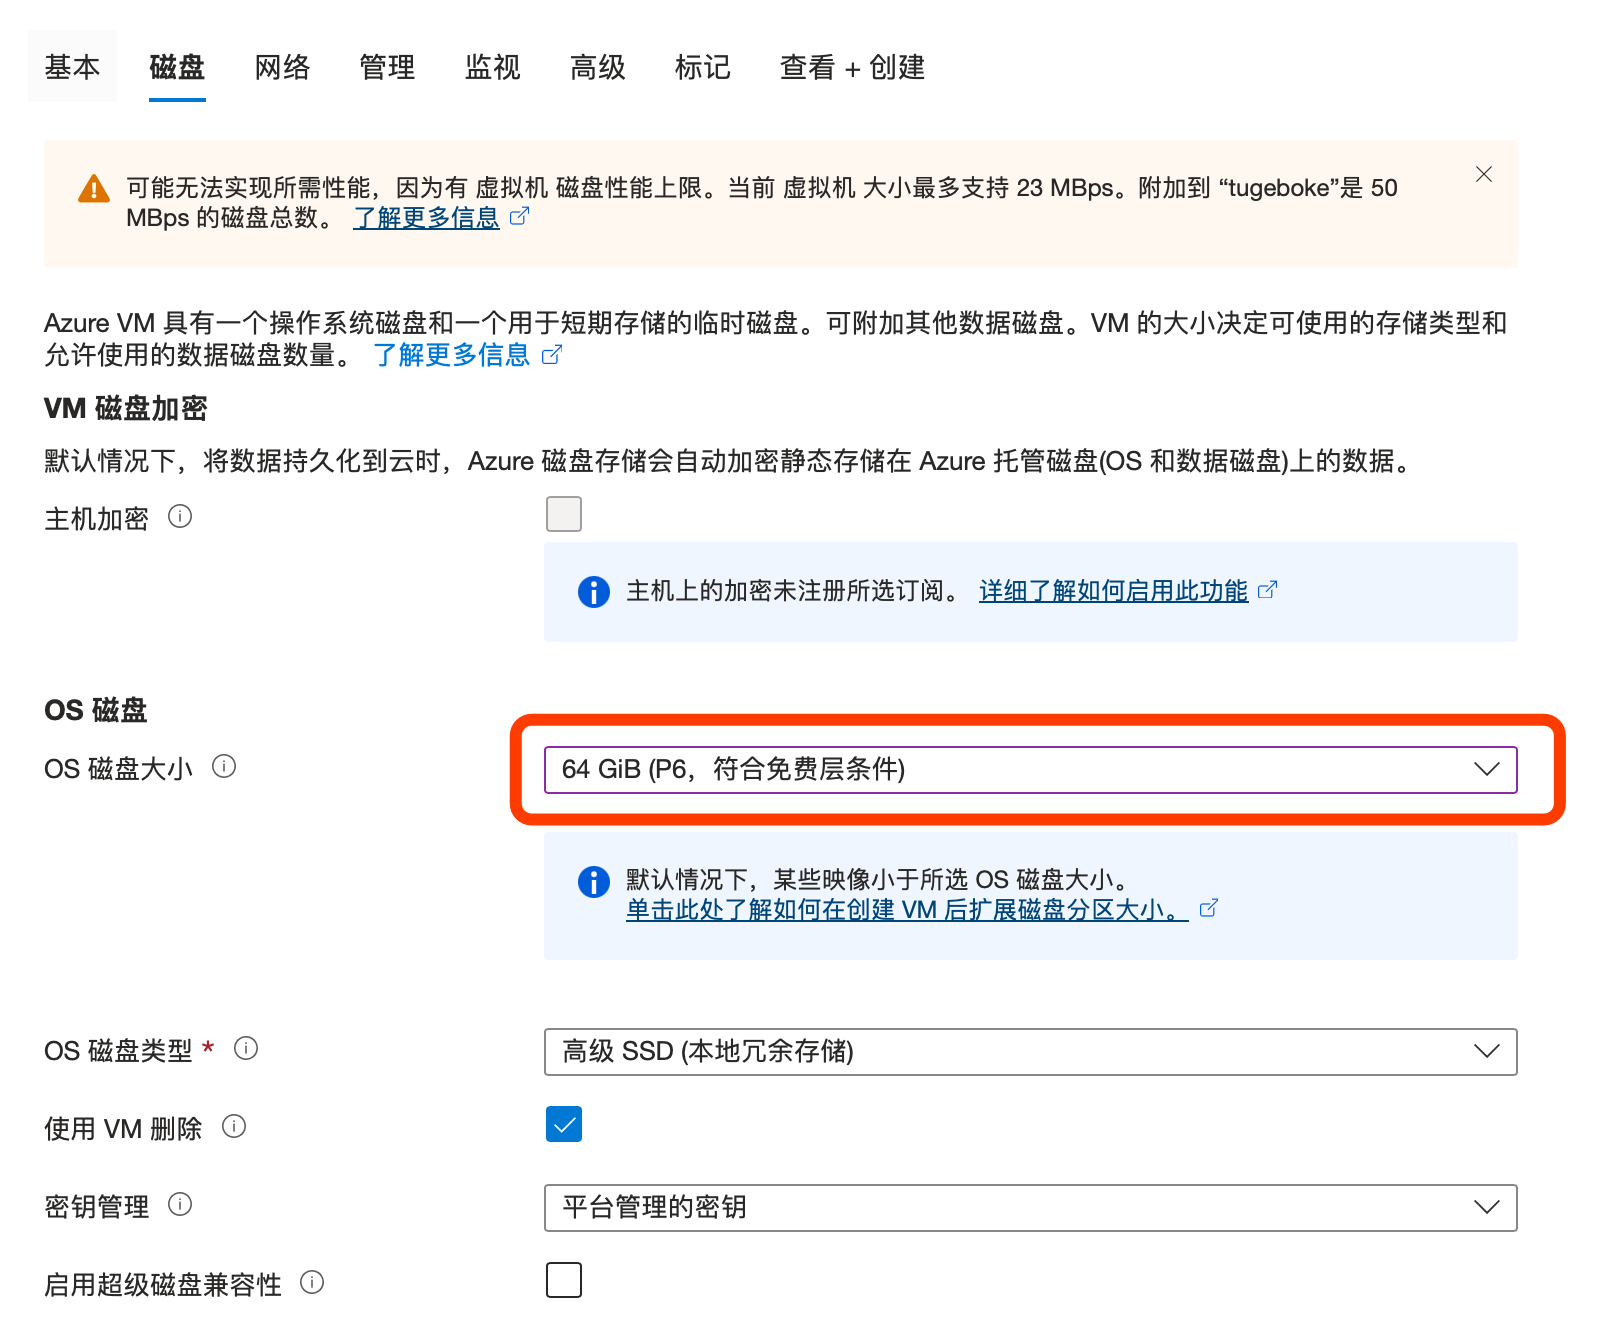 基本 磁盘 网络 管理 监视 高级 标记 查看 + 创建
可能无法实现所需性能，因为有 虚拟机 磁盘性能上限。当前 虚拟机 大小最多支持 23 MBps。附加到 “tugeboke”是 50
MBps 的磁盘总数。 了解更多信息
Azure VM 具有一个操作系统磁盘和一个用于短期存储的临时磁盘。可附加其他数据磁盘。VM 的大小决定可使用的存储类型和
允许使用的数据磁盘数量。 了解更多信息
VM 磁盘加密
默认情况下，将数据持久化到云时，Azure 磁盘存储会自动加密静态存储在 Azure 托管磁盘(OS 和数据磁盘)上的数据。
主机加密
主机上的加密未注册所选订阅。 详细了解如何启用此功能
OS 磁盘
OS 磁盘大小 64 GiB (P6，符合免费层条件)
默认情况下，某些映像小于所选 OS 磁盘大小。
单击此处了解如何在创建 VM 后扩展磁盘分区大小。
OS 磁盘类型 * 高级 SSD (本地冗余存储)
使用 VM 删除
密钥管理 平台管理的密钥
启用超级磁盘兼容性